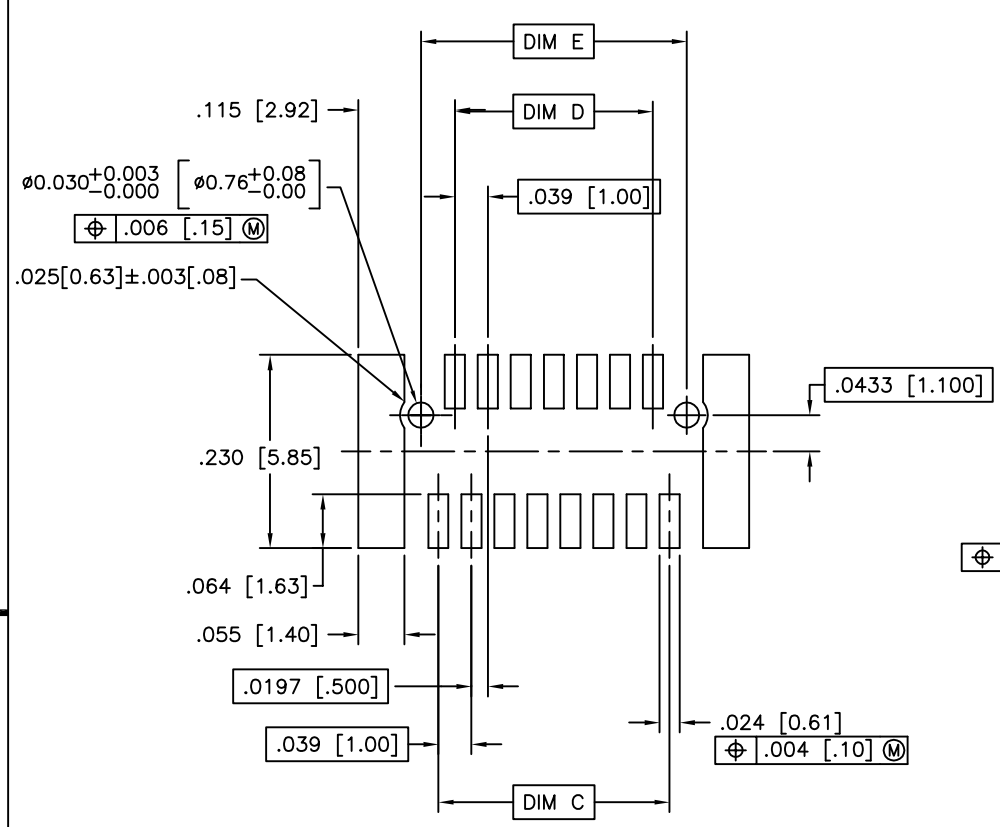 DIM E
.115 [2.92]
DIM D
ø0.030 +0.003 -0.000 [ø0.76 +0.08 -0.00]
.039 [1.00]
⌖ .006 [.15] Ⓜ
.025[0.63]±.003[.08]
.0433 [1.100]
.230 [5.85]
⌖
.064 [1.63]
.055 [1.40]
.0197 [.500]
.024 [0.61]
.039 [1.00]
⌖ .004 [.10] Ⓜ
DIM C